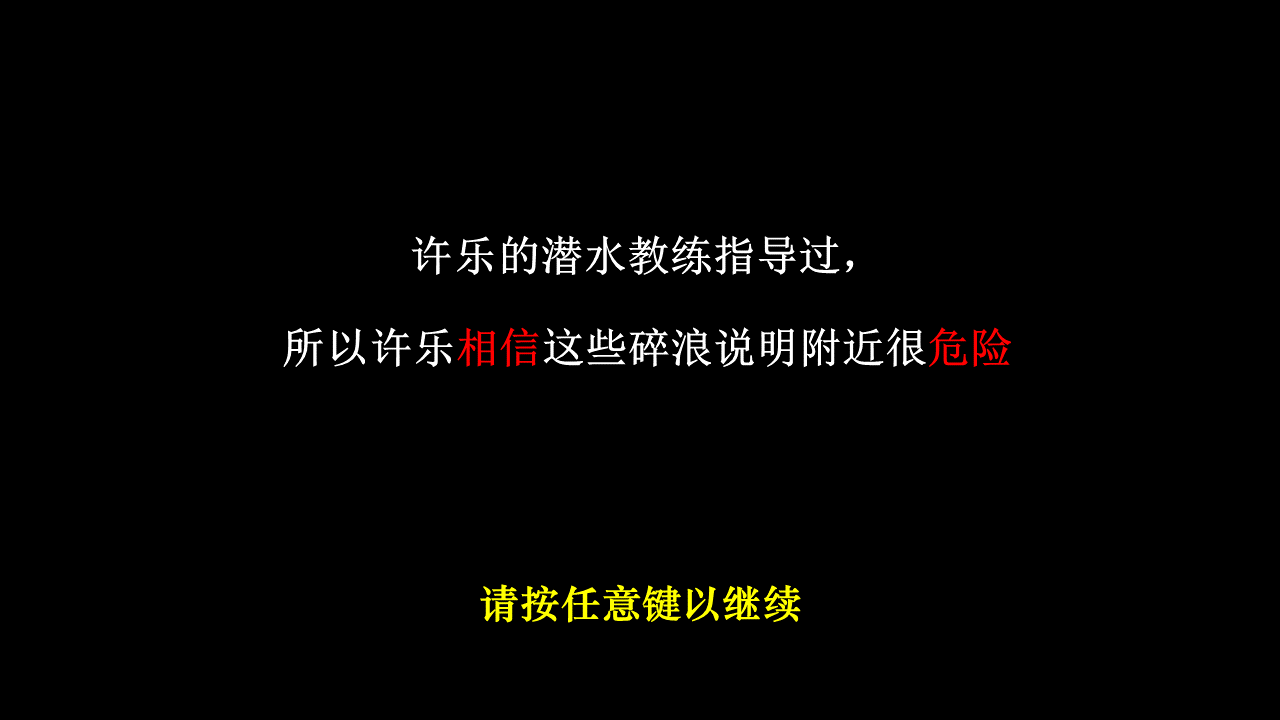 许乐的潜水教练指导过，
所以许乐相信这些碎浪说明附近很危险
请按任意键以继续